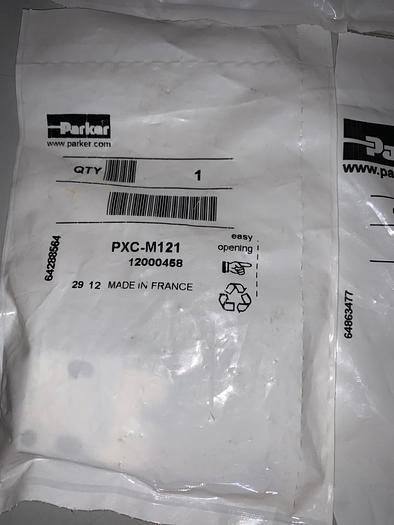 Parker
www.parker.com
QTY 1
PXC-M121
12000458
easy
opening
29 12 MADE IN FRANCE
64288564
Pa
www.pa
64863477